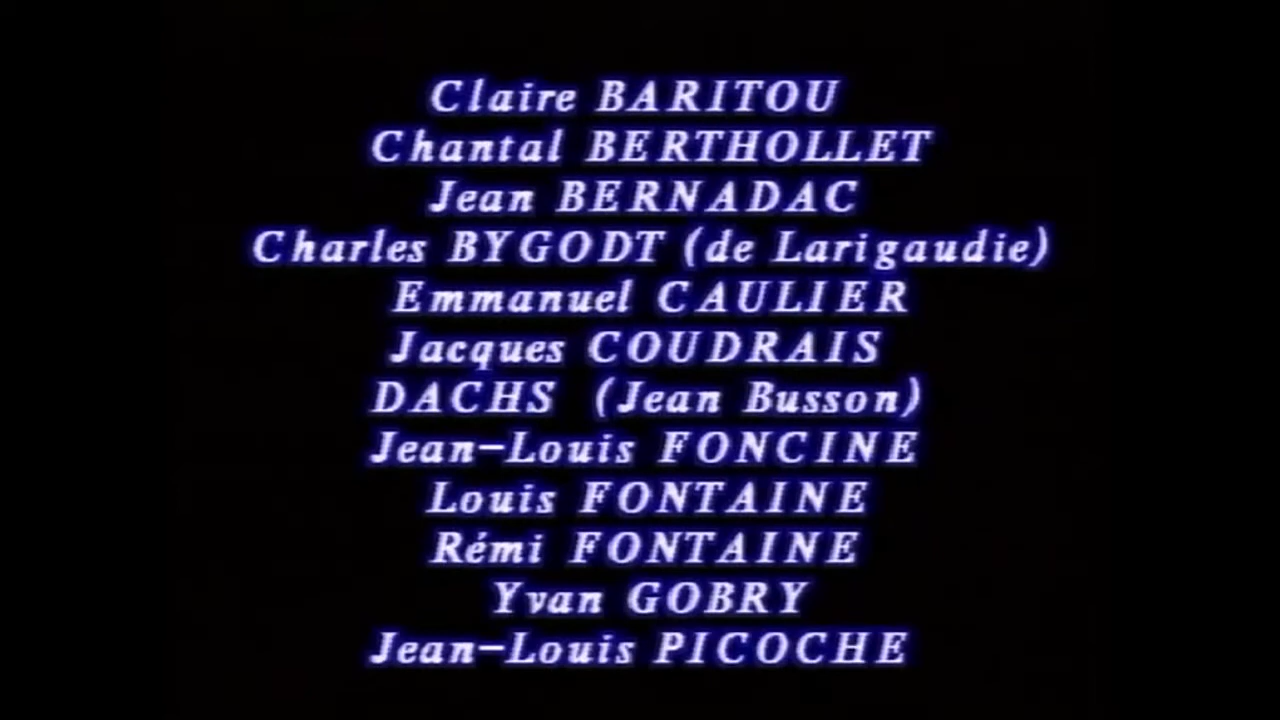 Claire BARITOU
Chantal BERTHOLLET
Jean BERNADAC
Charles BYGODT (de Larigaudie)
Emmanuel CAULIER
Jacques COUDRAIS
DACHS (Jean Busson)
Jean-Louis FONCINE
Louis FONTAINE
Rémi FONTAINE
Yvan GOBRY
Jean-Louis PICOCHE